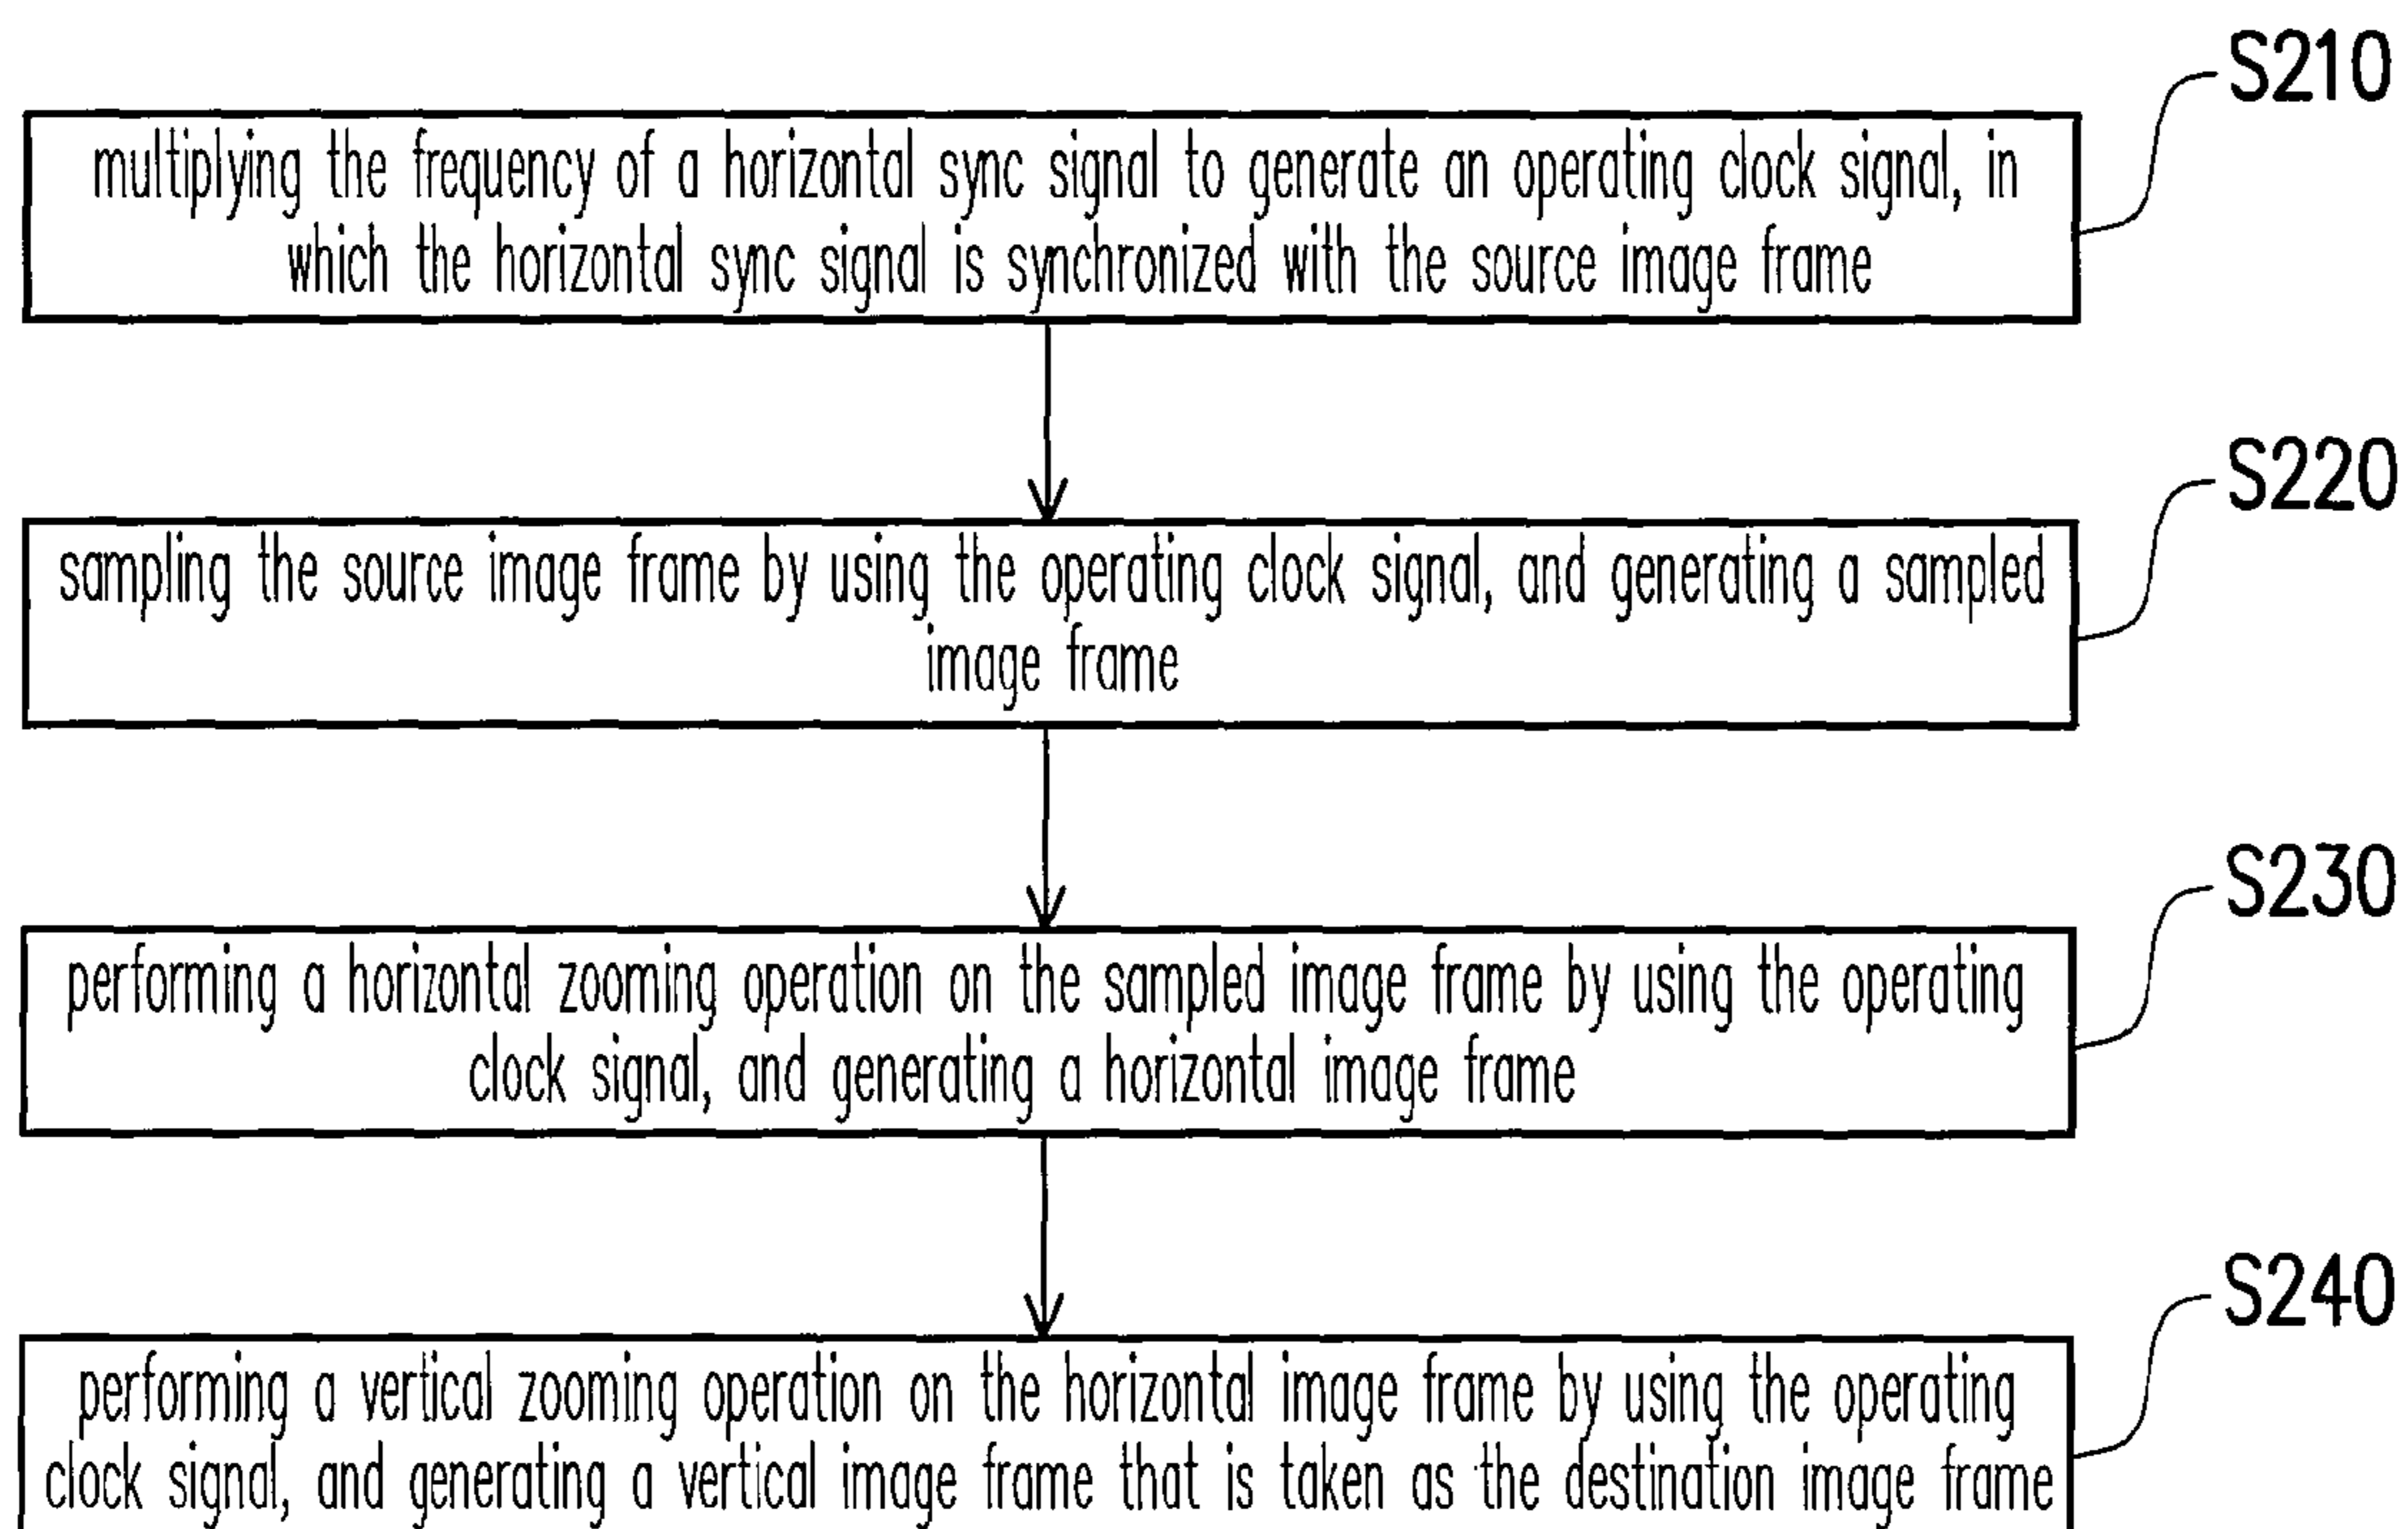 S210
multiplying the frequency of a horizontal sync signal to generate an operating clock signal, in
which the horizontal sync signal is synchronized with the source image frame
S220
sampling the source image frame by using the operating clock signal, and generating a sampled
image frame
S230
performing a horizontal zooming operation on the sampled image frame by using the operating
clock signal, and generating a horizontal image frame
S240
performing a vertical zooming operation on the horizontal image frame by using the operating
clock signal, and generating a vertical image frame that is taken as the destination image frame